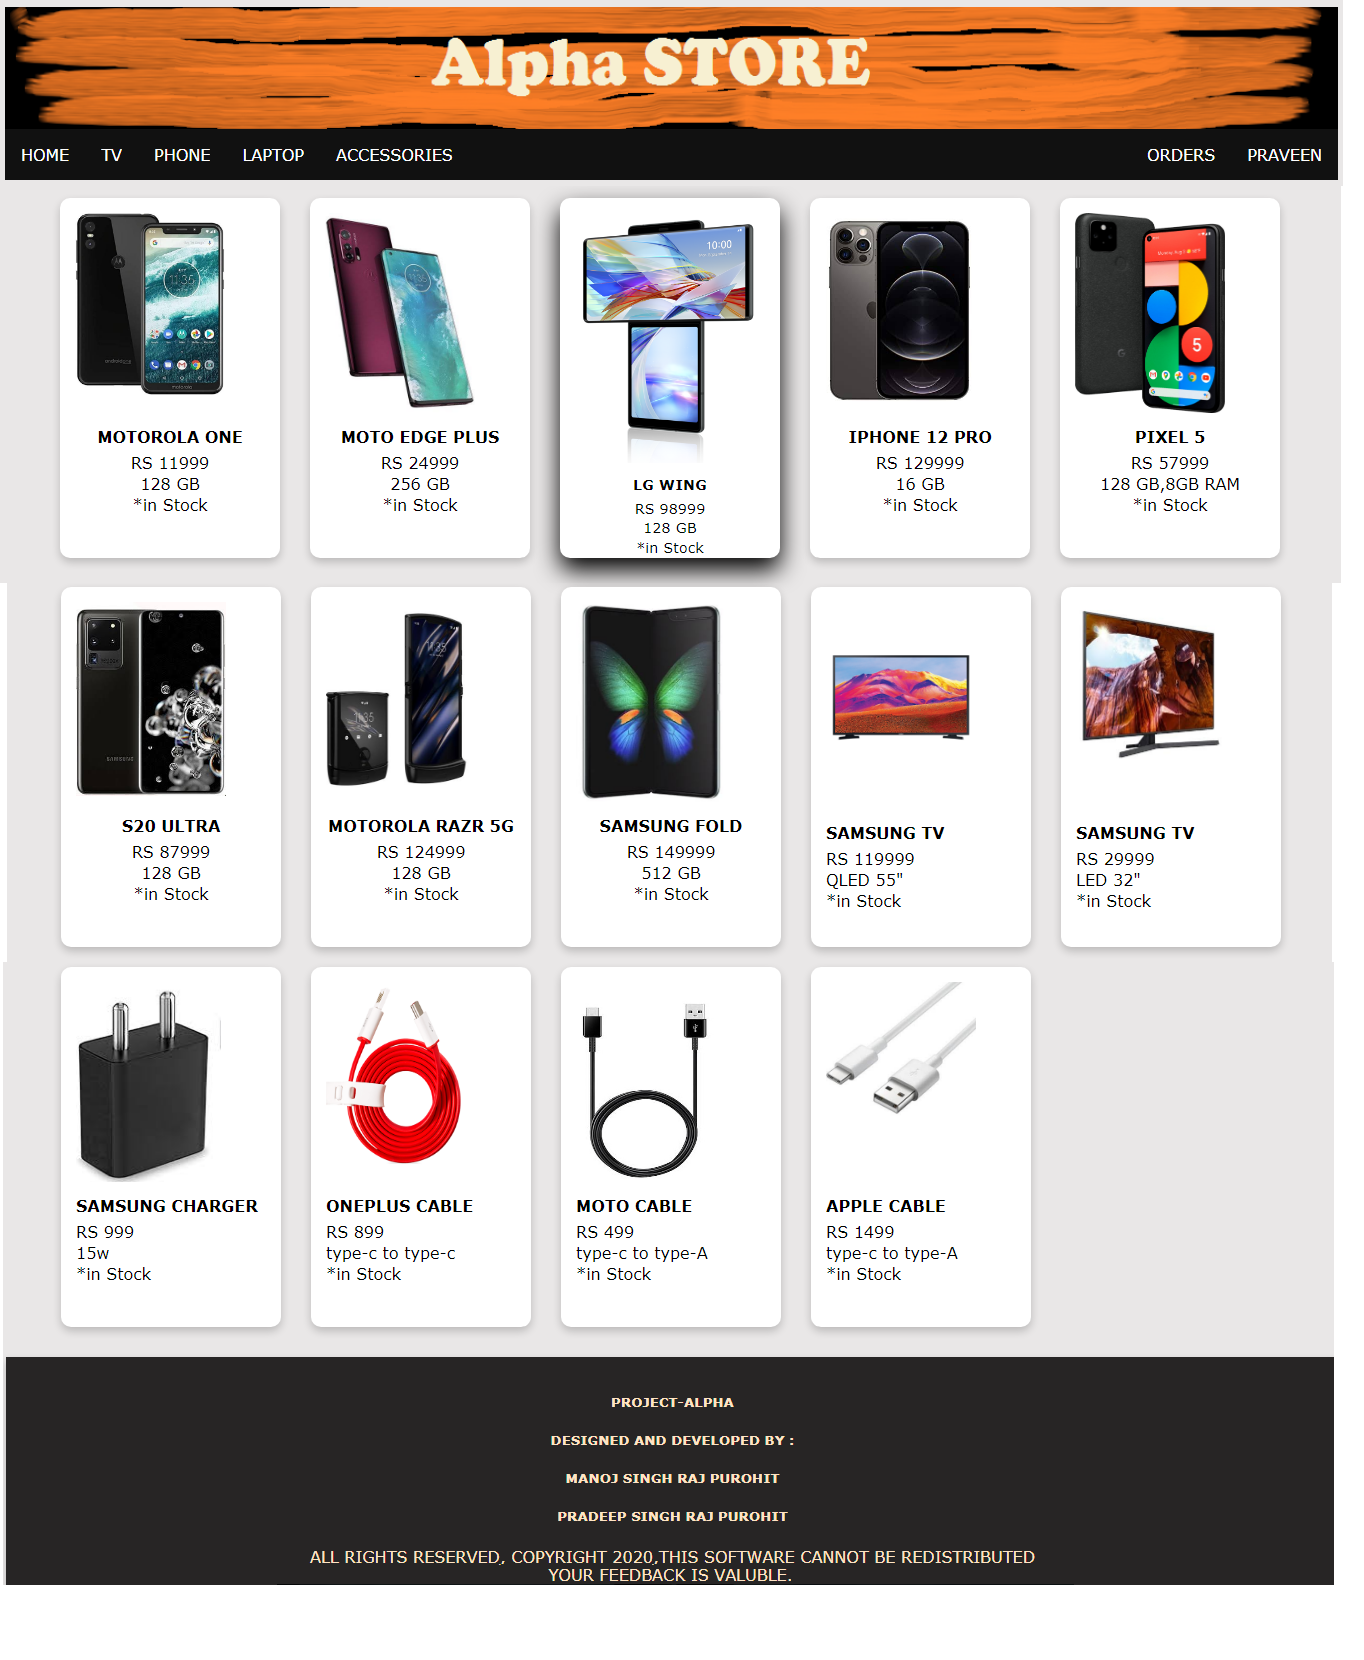 Alpha STORE
HOME TV PHONE LAPTOP ACCESSORIES ORDERS PRAVEEN
10:00
11:35
5
MOTOROLA ONE
RS 11999
128 GB
*in Stock
MOTO EDGE PLUS
RS 24999
256 GB
*in Stock
LG WING
RS 98999
128 GB
*in Stock
IPHONE 12 PRO
RS 129999
16 GB
*in Stock
PIXEL 5
RS 57999
128 GB,8GB RAM
*in Stock
SAMSUNG
11:35
S20 ULTRA
RS 87999
128 GB
*in Stock
MOTOROLA RAZR 5G
RS 124999
128 GB
*in Stock
SAMSUNG FOLD
RS 149999
512 GB
*in Stock
SAMSUNG TV
RS 119999
QLED 55"
*in Stock
SAMSUNG TV
RS 29999
LED 32"
*in Stock
SAMSUNG CHARGER
RS 999
15w
*in Stock
ONEPLUS CABLE
RS 899
type-c to type-c
*in Stock
MOTO CABLE
RS 499
type-c to type-A
*in Stock
APPLE CABLE
RS 1499
type-c to type-A
*in Stock
PROJECT-ALPHA
DESIGNED AND DEVELOPED BY :
MANOJ SINGH RAJ PUROHIT
PRADEEP SINGH RAJ PUROHIT
ALL RIGHTS RESERVED, COPYRIGHT 2020,THIS SOFTWARE CANNOT BE REDISTRIBUTED
YOUR FEEDBACK IS VALUBLE.